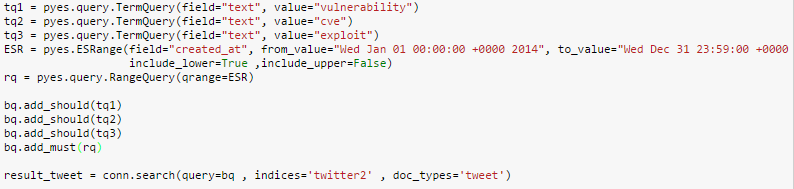 tq1 = pyes.query.TermQuery(field="text", value="vulnerability")
tq2 = pyes.query.TermQuery(field="text", value="cve")
tq3 = pyes.query.TermQuery(field="text", value="exploit")
ESR = pyes.ESRange(field="created_at", from_value="Wed Jan 01 00:00:00 +0000 2014", to_value="Wed Dec 31 23:59:00 +0000
include_lower=True ,include_upper=False)
rq = pyes.query.RangeQuery(qrange=ESR)
bq.add_should(tq1)
bq.add_should(tq2)
bq.add_should(tq3)
bq.add_must(rq)
result_tweet = conn.search(query=bq , indices='twitter2' , doc_types='tweet')